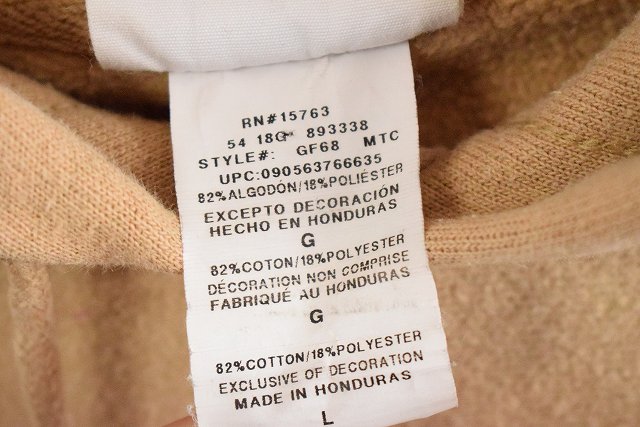 RN#15763
54 18G 893338
STYLE#: GF68 MTC
UPC:090563766635
82%ALGODÓN/18%POLIÉSTER
EXCEPTO DECORACIÓN
HECHO EN HONDURAS
G
82%COTON/18%POLYESTER
DÉCORATION NON COMPRISE
FABRIQUÉ AU HONDURAS
G
82%COTTON/18%POLYESTER
EXCLUSIVE OF DECORATION
MADE IN HONDURAS
L